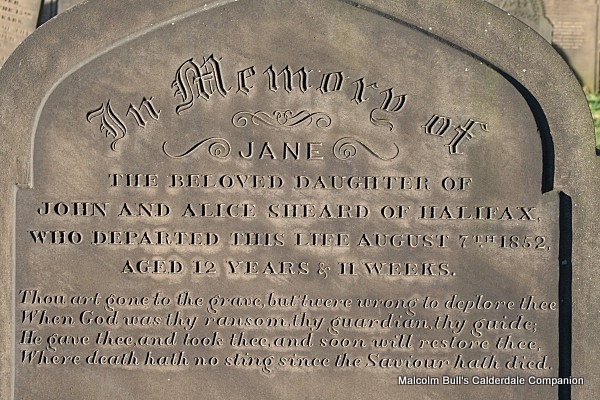 In Memory of
JANE
THE BELOVED DAUGHTER OF
JOHN AND ALICE SHEARD OF HALIFAX,
WHO DEPARTED THIS LIFE AUGUST 7TH 1852,
AGED 12 YEARS & 11 WEEKS.
Thou art gone to the grave, but twere wrong to deplore thee
When God was thy ransom, thy guardian, thy guide;
He gave thee and took thee, and soon will restore thee,
Where death hath no sting since the Saviour hath died.
Malcolm Bull's Calderdale Companion